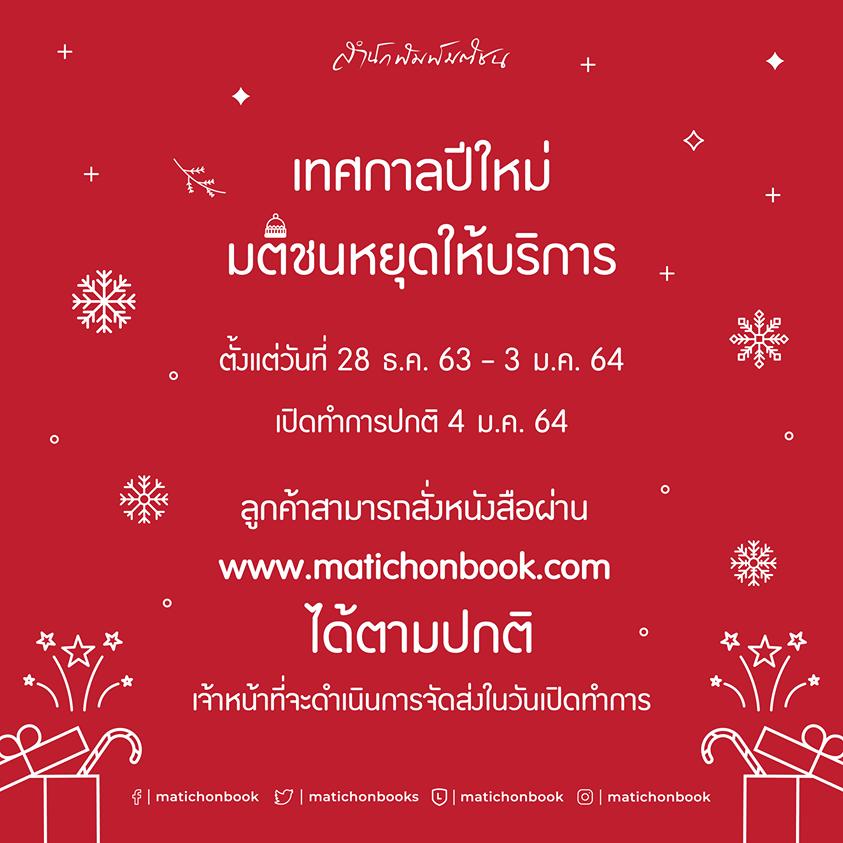 สำนักพิมพ์มติชน
เทศกาลปีใหม่
มติชนหยุดให้บริการ
ตั้งแต่วันที่ 28 ธ.ค. 63 - 3 ม.ค. 64
เปิดทำการปกติ 4 ม.ค. 64
ลูกค้าสามารถสั่งหนังสือผ่าน
www.matichonbook.com
ได้ตามปกติ
เจ้าหน้าที่จะดำเนินการจัดส่งในวันเปิดทำการ
f | matichonbook | matichonbooks L | matichonbook | matichonbook